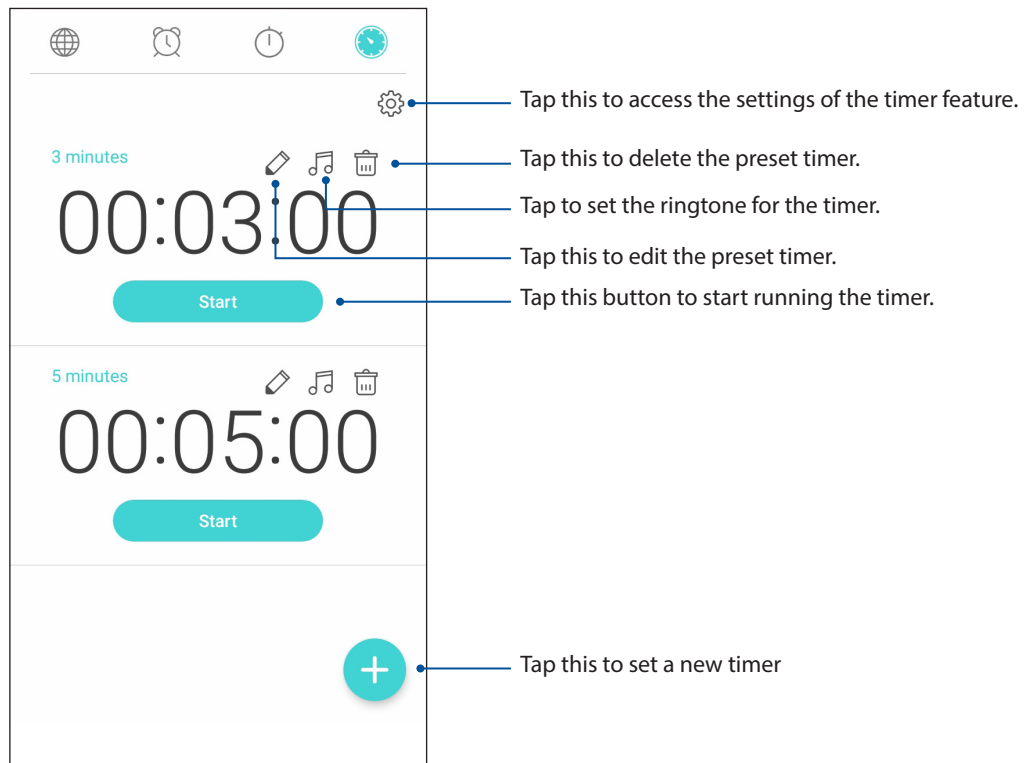 Tap this to access the settings of the timer feature.
3 minutes
Tap this to delete the preset timer.
00:03:00
Tap to set the ringtone for the timer.
Tap this to edit the preset timer.
Start
Tap this button to start running the timer.
5 minutes
00:05:00
Start
Tap this to set a new timer